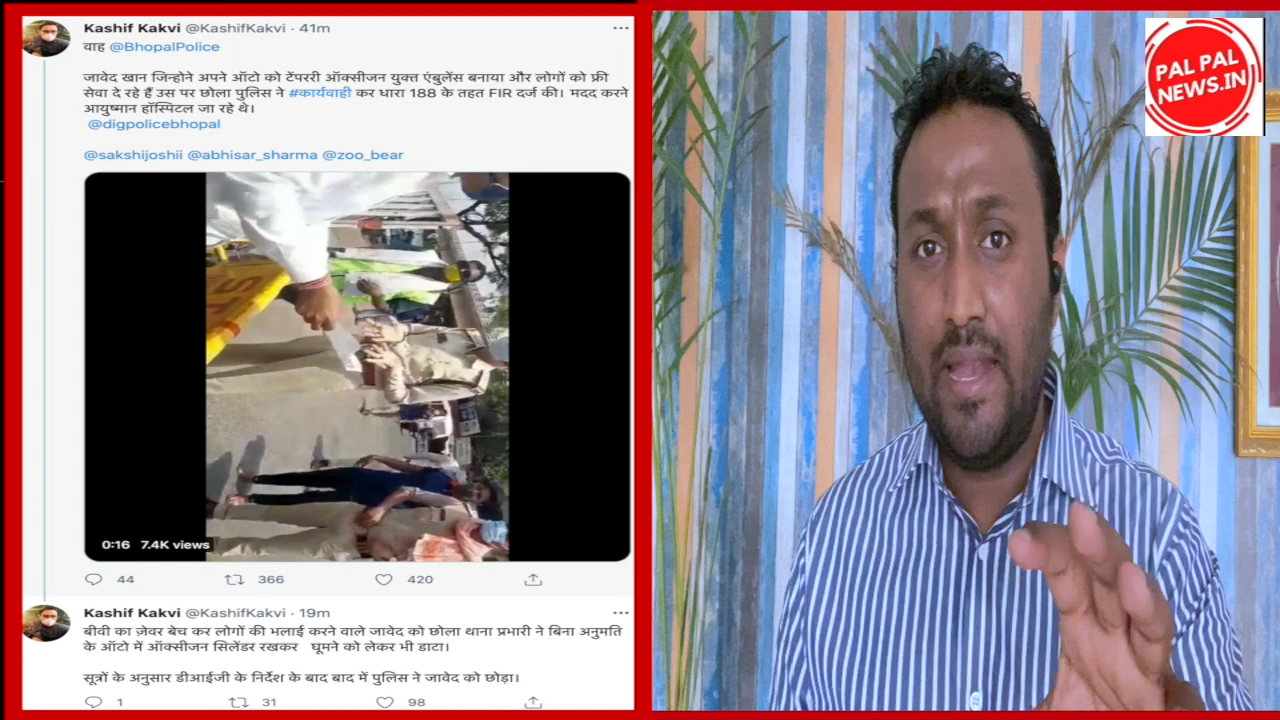 Kashif Kakvi @KashifKakvi · 41m
वाह @BhopalPolice
जावेद खान जिन्होने अपने ऑटो को टेंपररी ऑक्सीजन युक्त एंबुलेंस बनाया और लोगों को फ्री
सेवा दे रहे हैं उस पर छोला पुलिस ने #कार्यवाही कर धारा 188 के तहत FIR दर्ज की। मदद करने
आयुष्मान हॉस्पिटल जा रहे थे।
@digpolicebhopal
@sakshijoshii @abhisar_sharma @zoo_bear
0:16 7.4K views
44 366 420
Kashif Kakvi @KashifKakvi · 19m
बीवी का ज़ेवर बेच कर लोगों की भलाई करने वाले जावेद को छोला थाना प्रभारी ने बिना अनुमति
के ऑटो में ऑक्सीजन सिलेंडर रखकर घूमने को लेकर भी डाटा।
सूत्रों के अनुसार डीआईजी के निर्देश के बाद बाद में पुलिस ने जावेद को छोड़ा।
1 31 98
PAL PAL
NEWS.IN